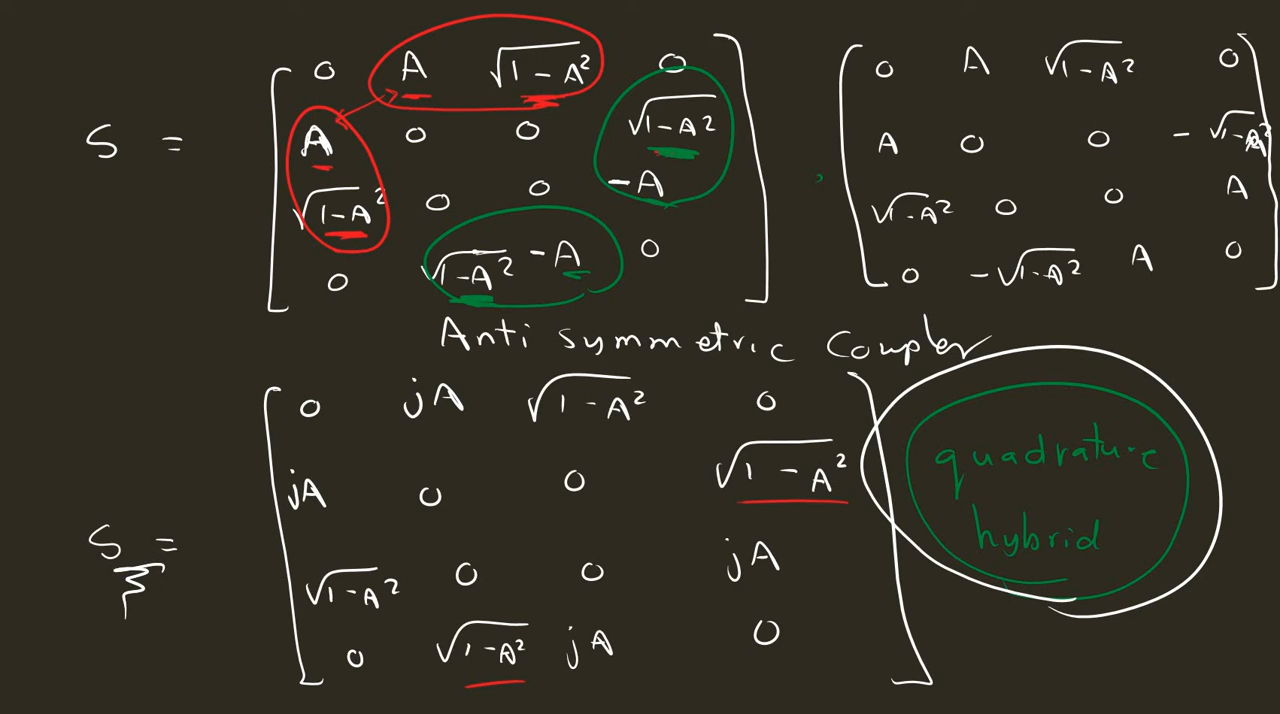 0 A √1-A² 0
0 A √1-A² 0
S = A 0 0 √1-A²
A 0 0 -√1-A²
√1-A² 0 0 -A
√1-A² 0 0 A
0 √1-A² -A 0
0 -√1-A² A 0
Anti symmetric Coupler
0 jA √1-A² 0
jA 0 0 √1-A²
quadrature
hybrid
S =
√1-A² 0 0 jA
0 √1-A² jA 0